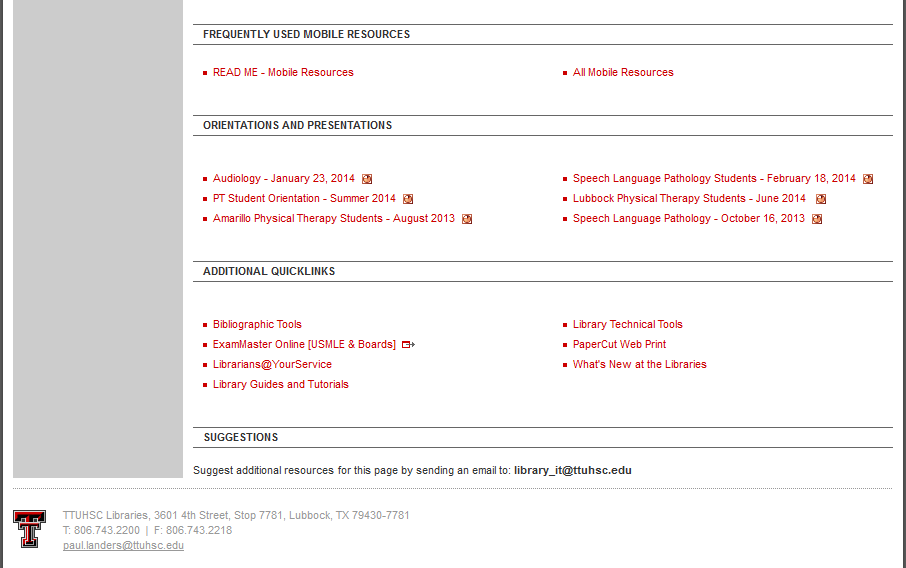 FREQUENTLY USED MOBILE RESOURCES
READ ME - Mobile Resources
All Mobile Resources
ORIENTATIONS AND PRESENTATIONS
Audiology - January 23, 2014
Speech Language Pathology Students - February 18, 2014
PT Student Orientation - Summer 2014
Lubbock Physical Therapy Students - June 2014
Amarillo Physical Therapy Students - August 2013
Speech Language Pathology - October 16, 2013
ADDITIONAL QUICKLINKS
Bibliographic Tools
Library Technical Tools
ExamMaster Online [USMLE & Boards]
PaperCut Web Print
Librarians@YourService
What's New at the Libraries
Library Guides and Tutorials
SUGGESTIONS
Suggest additional resources for this page by sending an email to: library_it@ttuhsc.edu
TTUHSC Libraries, 3601 4th Street, Stop 7781, Lubbock, TX 79430-7781
T: 806.743.2200 | F: 806.743.2218
paul.landers@ttuhsc.edu